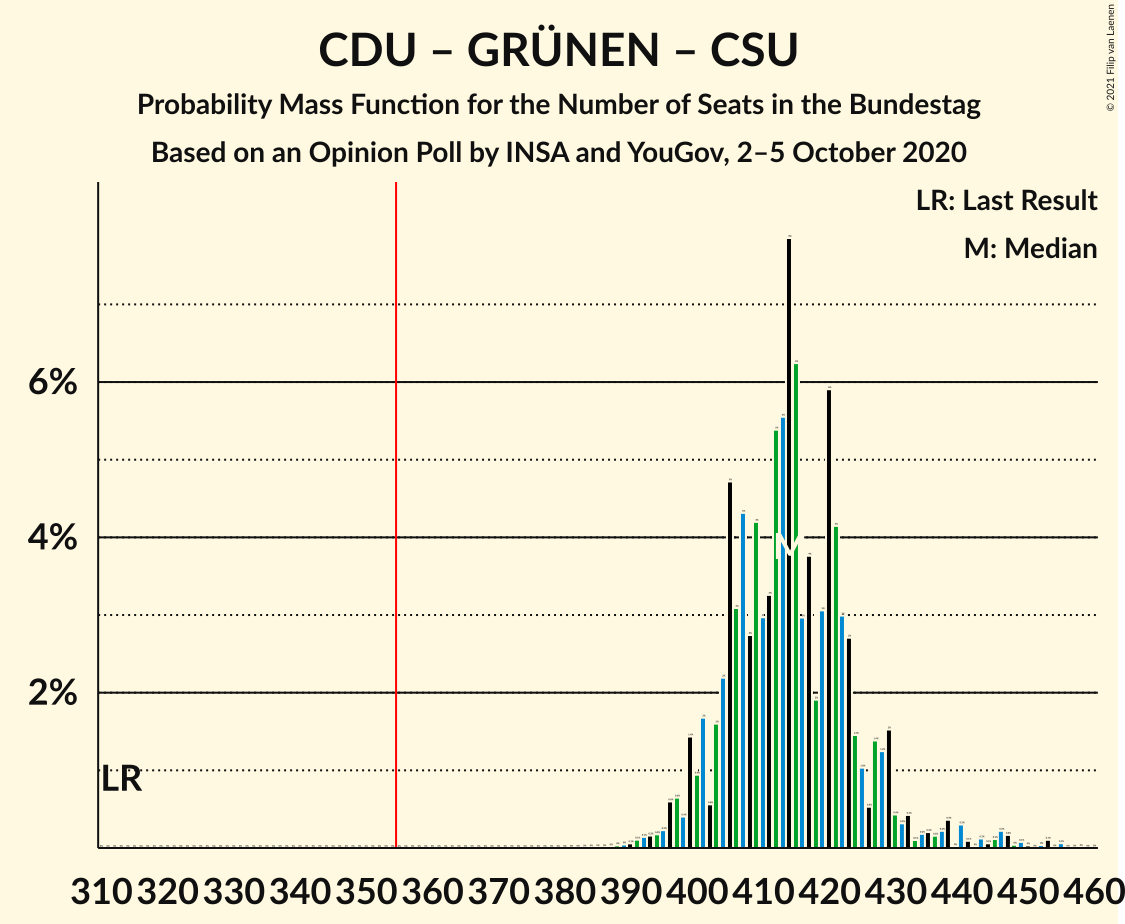 CDU – GRÜNEN – CSU
Probability Mass Function for the Number of Seats in the Bundestag
Based on an Opinion Poll by INSA and YouGov, 2–5 October 2020
© 2021 Filip van Laenen
LR: Last Result
M: Median
6%
4%
2%
M
LR
310 320 330 340 350 360 370 380 390 400 410 420 430 440 450 460